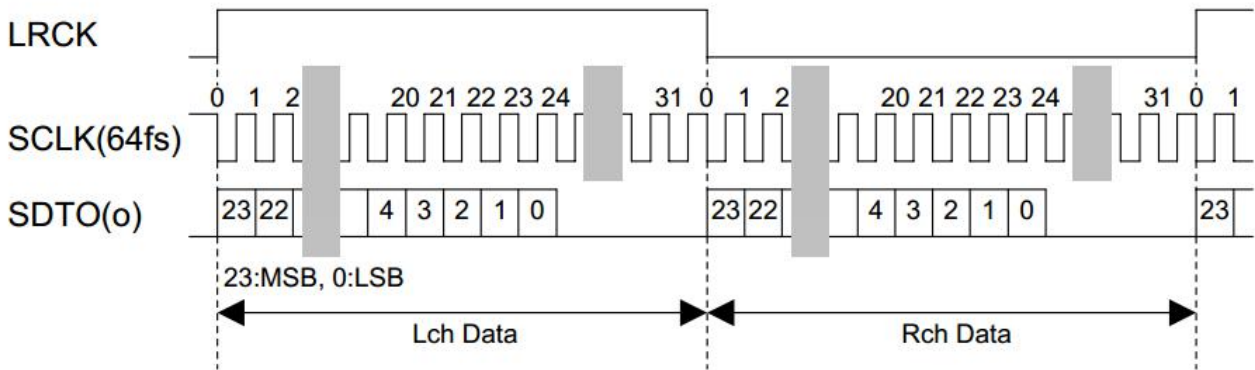 LRCK
0 1 2 20 21 22 23 24 31 0 1 2 20 21 22 23 24 31 0 1
SCLK(64fs)
SDTO(o) 23 22 4 3 2 1 0 23 22 4 3 2 1 0 23
23:MSB, 0:LSB
Lch Data Rch Data